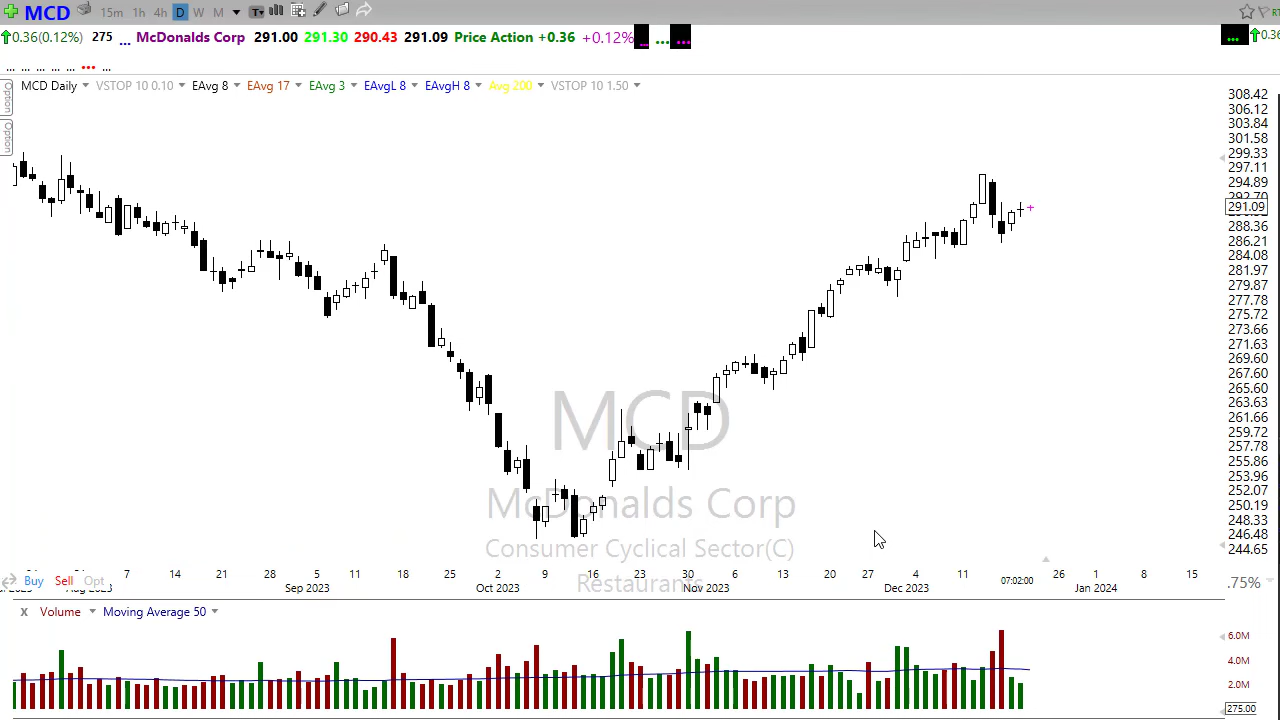 MCD 15m 1h 4h D W M T
0.36(0.12%) 275 ... McDonalds Corp 291.00 291.30 290.43 291.09 Price Action +0.36 +0.12% ... ... ... ... 0.36
... ... ... ... ... ... ...
MCD Daily VSTOP 10 0.10 EAvg 8 EAvg 17 EAvg 3 EAvgL 8 EAvgH 8 Avg 200 VSTOP 10 1.50
Option
Option
308.42
306.12
303.84
301.58
299.33
297.11
294.89
291.09
288.36
286.21
284.08
281.97
279.87
277.78
275.72
273.66
271.63
269.60
267.60
265.60
263.63
261.66
259.72
257.78
255.86
253.96
252.07
250.19
248.33
246.48
244.65
MCD
McDonalds Corp
Consumer Cyclical Sector(C)
Restaurants
7 14 21 28 5 11 18 25 2 9 16 23 30 6 13 20 27 4 11 07:02:00 26 1 8 15
Buy Sell Opt .75%
Aug 2023 Sep 2023 Oct 2023 Nov 2023 Dec 2023 Jan 2024
x Volume Moving Average 50
6.0M
4.0M
2.0M
275.00